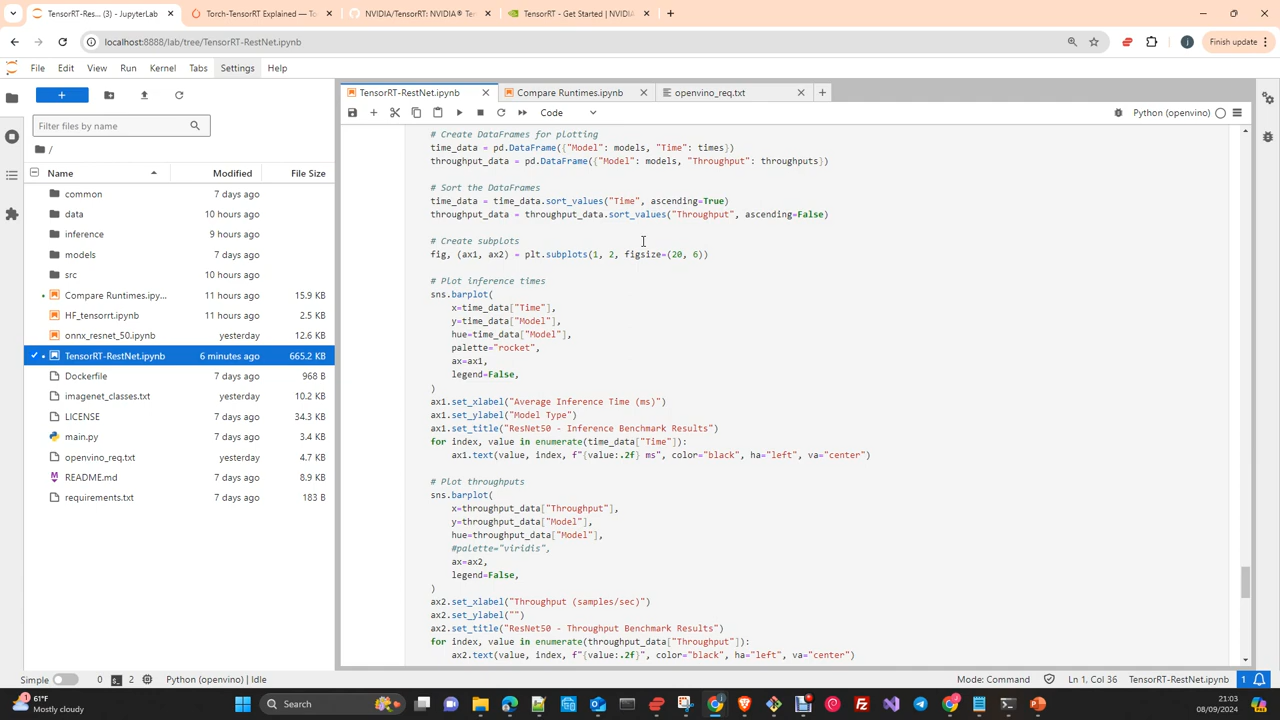 TensorRT-Res... (3) - JupyterLab
Torch-TensorRT Explained — To
NVIDIA/TensorRT: NVIDIA® Ten
TensorRT - Get Started | NVIDIA
localhost:8888/lab/tree/TensorRT-RestNet.ipynb
Finish update
File Edit View Run Kernel Tabs Settings Help
TensorRT-RestNet.ipynb
Compare Runtimes.ipynb
openvino_req.txt
Code
Python (openvino)
Filter files by name
/
Name Modified File Size
common 7 days ago
data 10 hours ago
inference 9 hours ago
models 7 days ago
src 10 hours ago
Compare Runtimes.ipy... 11 hours ago 15.9 KB
HF_tensorrt.ipynb 11 hours ago 2.5 KB
onnx_resnet_50.ipynb yesterday 12.6 KB
TensorRT-RestNet.ipynb 6 minutes ago 665.2 KB
Dockerfile 7 days ago 968 B
imagenet_classes.txt yesterday 10.2 KB
LICENSE 7 days ago 34.3 KB
main.py 7 days ago 3.4 KB
openvino_req.txt yesterday 4.7 KB
README.md 7 days ago 8.9 KB
requirements.txt 7 days ago 183 B
# Create DataFrames for plotting
time_data = pd.DataFrame({"Model": models, "Time": times})
throughput_data = pd.DataFrame({"Model": models, "Throughput": throughputs})
# Sort the DataFrames
time_data = time_data.sort_values("Time", ascending=True)
throughput_data = throughput_data.sort_values("Throughput", ascending=False)
# Create subplots
fig, (ax1, ax2) = plt.subplots(1, 2, figsize=(20, 6))
# Plot inference times
sns.barplot(
x=time_data["Time"],
y=time_data["Model"],
hue=time_data["Model"],
palette="rocket",
ax=ax1,
legend=False,
)
ax1.set_xlabel("Average Inference Time (ms)")
ax1.set_ylabel("Model Type")
ax1.set_title("ResNet50 - Inference Benchmark Results")
for index, value in enumerate(time_data["Time"]):
ax1.text(value, index, f"{value:.2f} ms", color="black", ha="left", va="center")
# Plot throughputs
sns.barplot(
x=throughput_data["Throughput"],
y=throughput_data["Model"],
hue=throughput_data["Model"],
#palette="viridis",
ax=ax2,
legend=False,
)
ax2.set_xlabel("Throughput (samples/sec)")
ax2.set_ylabel("")
ax2.set_title("ResNet50 - Throughput Benchmark Results")
for index, value in enumerate(throughput_data["Throughput"]):
ax2.text(value, index, f"{value:.2f}", color="black", ha="left", va="center")
Simple 0 2 Python (openvino) | Idle
Mode: Command Ln 1, Col 36 TensorRT-RestNet.ipynb 1
61°F
Mostly cloudy
Search
21:03
08/09/2024